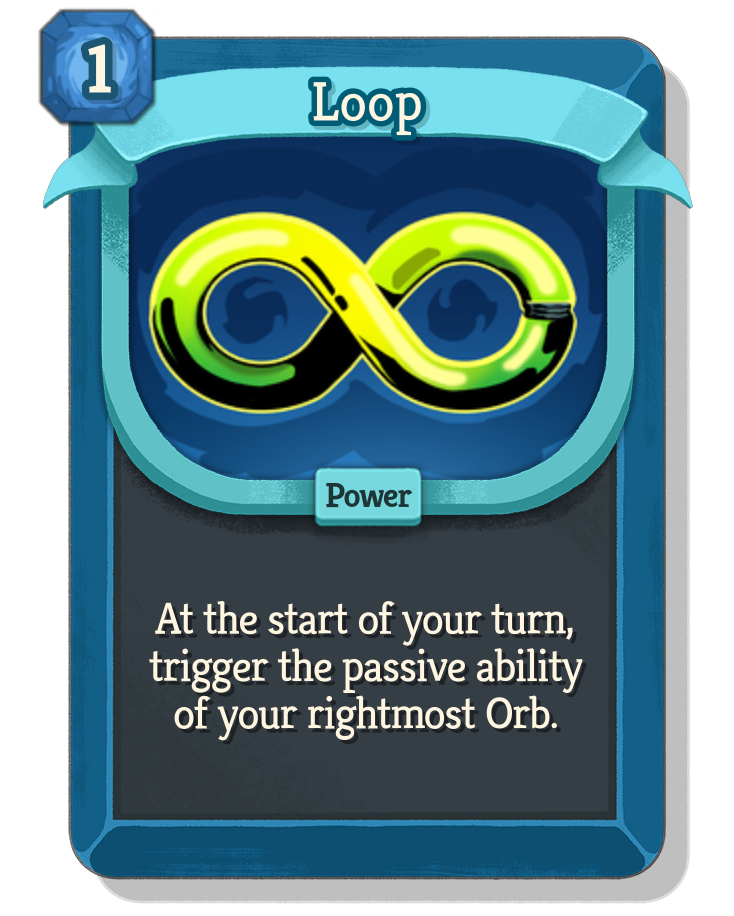 1
Loop
Power
At the start of your turn,
trigger the passive ability
of your rightmost Orb.